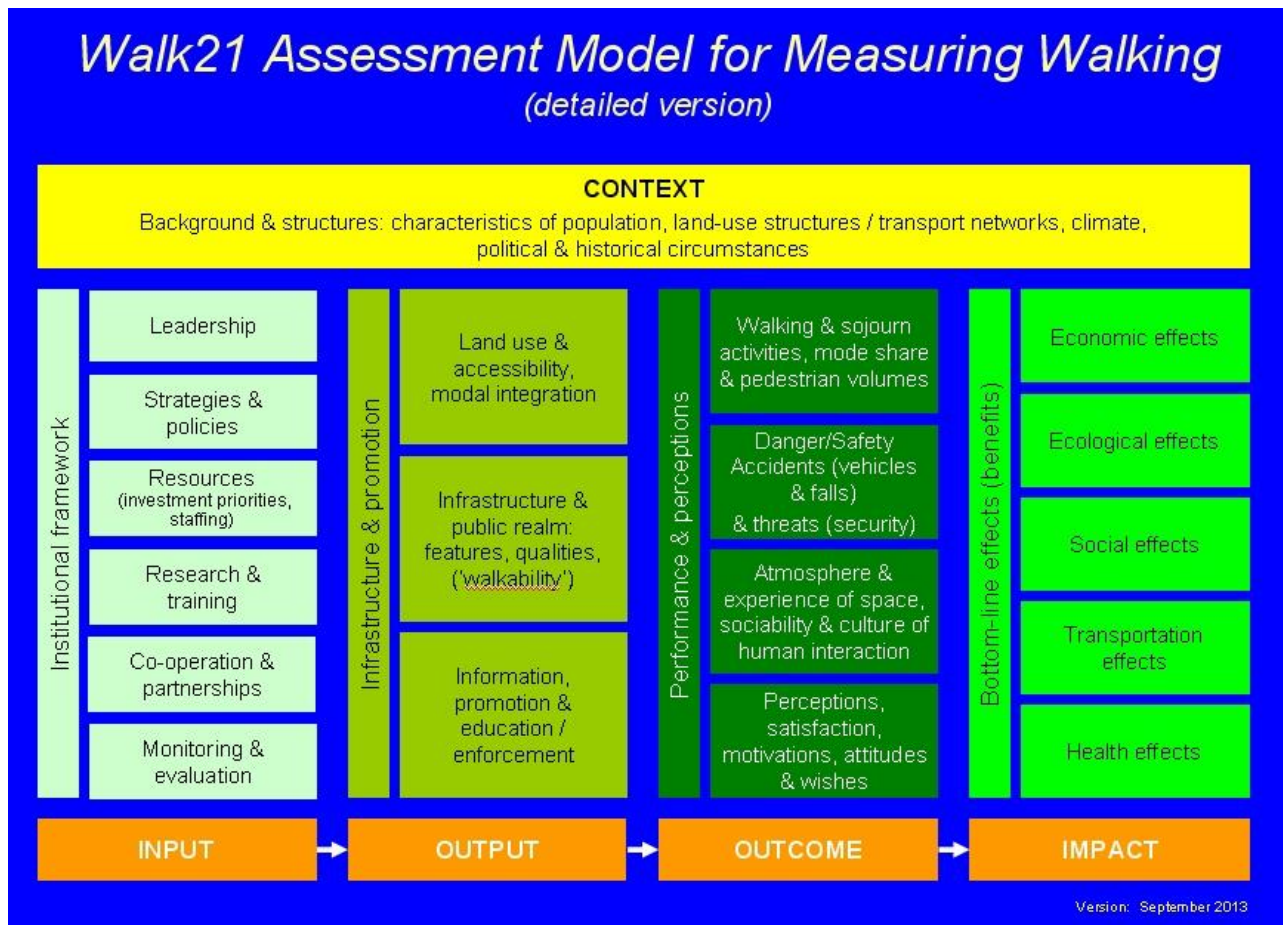 Walk21 Assessment Model for Measuring Walking
(detailed version)
CONTEXT
Background & structures: characteristics of population, land-use structures / transport networks, climate,
political & historical circumstances
Institutional framework
Leadership
Strategies &
policies
Resources
(investment priorities,
staffing)
Research &
training
Co-operation &
partnerships
Monitoring &
evaluation
Infrastructure & promotion
Land use &
accessibility,
modal integration
Infrastructure &
public realm:
features, qualities,
('walkability')
Information,
promotion &
education /
enforcement
Performance & perceptions
Walking & sojourn
activities, mode share
& pedestrian volumes
Danger/Safety
Accidents (vehicles
& falls)
& threats (security)
Atmosphere &
experience of space,
sociability & culture of
human interaction
Perceptions,
satisfaction,
motivations, attitudes
& wishes
Bottom-line effects (benefits)
Economic effects
Ecological effects
Social effects
Transportation
effects
Health effects
INPUT
OUTPUT
OUTCOME
IMPACT
Version: September 2013